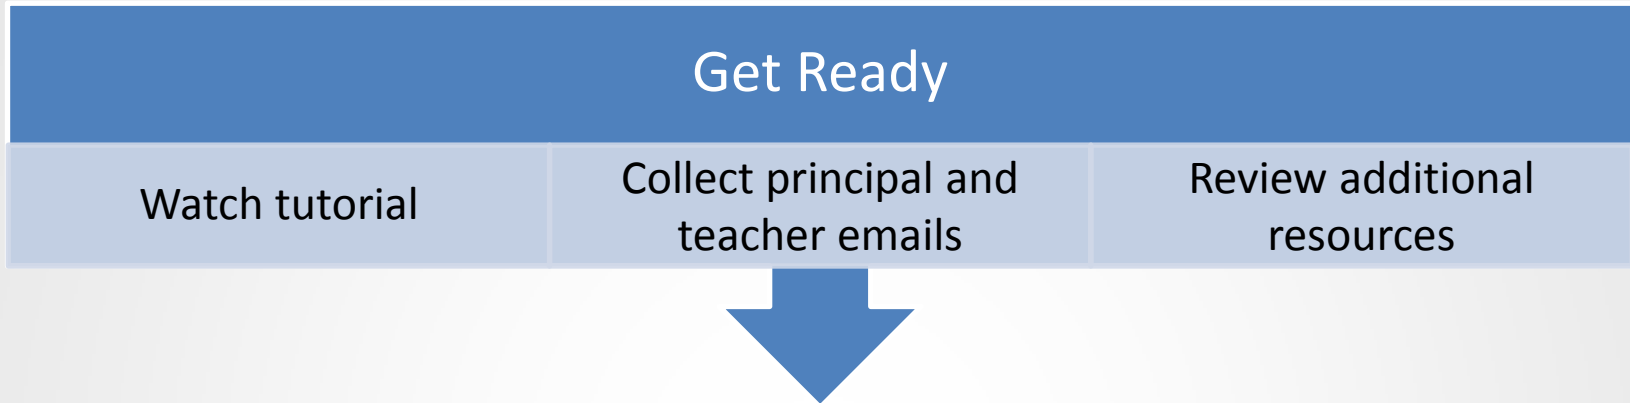 Get Ready
Watch tutorial
Collect principal and
teacher emails
Review additional
resources